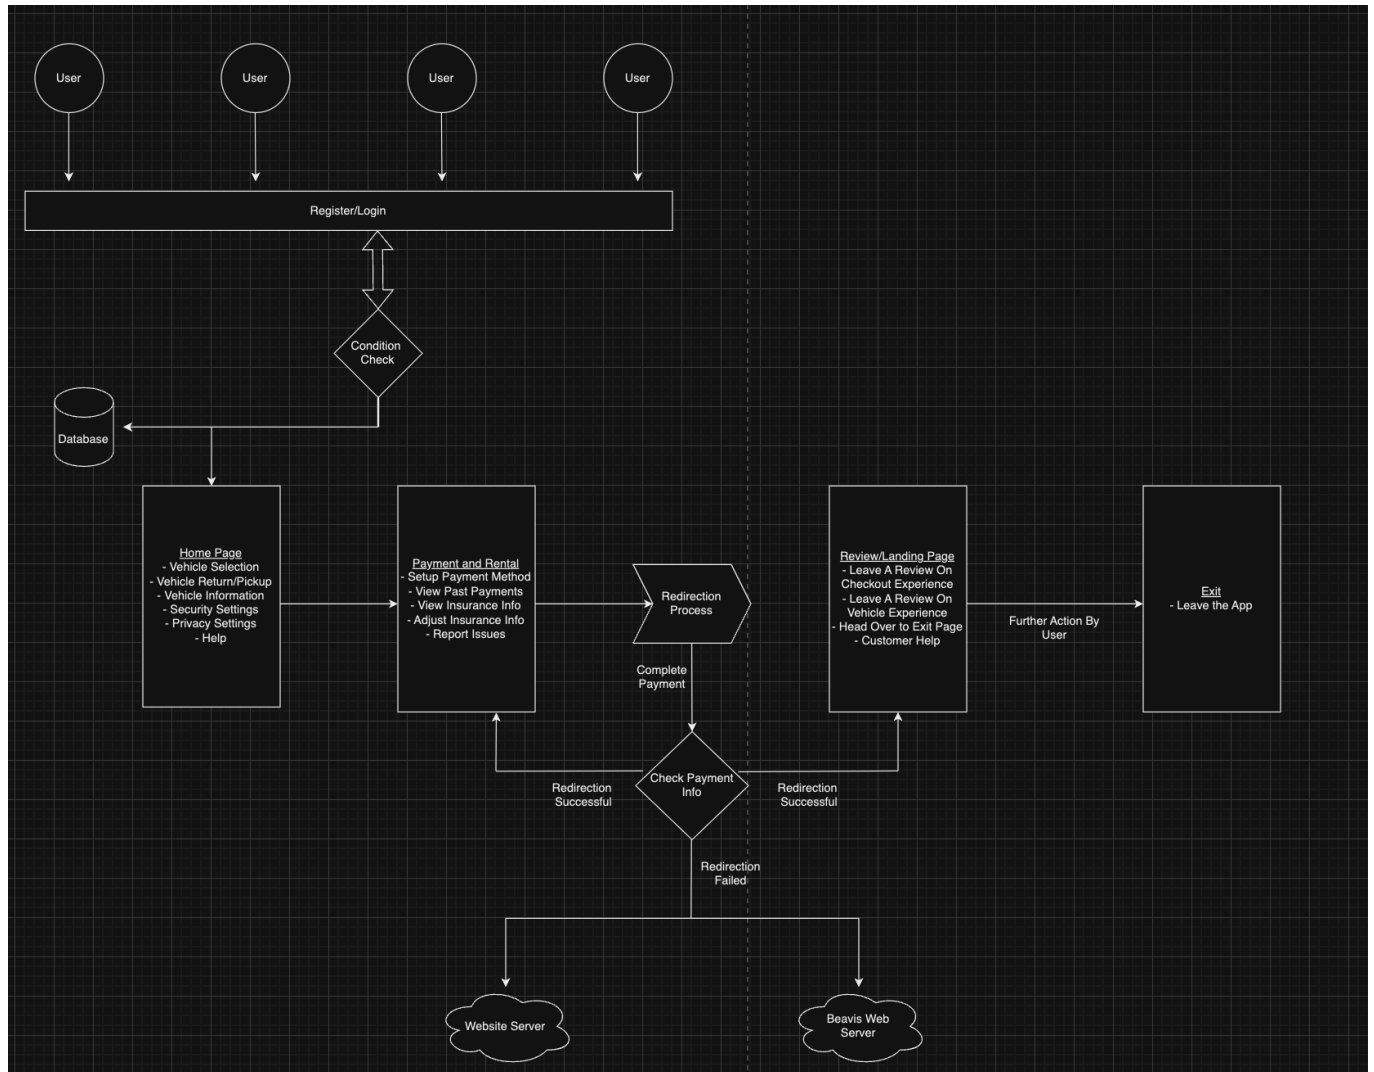 User
User
User
User
Register/Login
Condition
Check
Database
Home Page
- Vehicle Selection
- Vehicle Return/Pickup
- Vehicle Information
- Security Settings
- Privacy Settings
- Help
Payment and Rental
- Setup Payment Method
- View Past Payments
- View Insurance Info
- Adjust Insurance Info
- Report Issues
Redirection
Process
Review/Landing Page
- Leave A Review On
Checkout Experience
- Leave A Review On
Vehicle Experience
- Head Over to Exit Page
- Customer Help
Further Action By
User
Exit
- Leave the App
Complete
Payment
Check Payment
Info
Redirection
Successful
Redirection
Successful
Redirection
Failed
Website Server
Beavis Web
Server